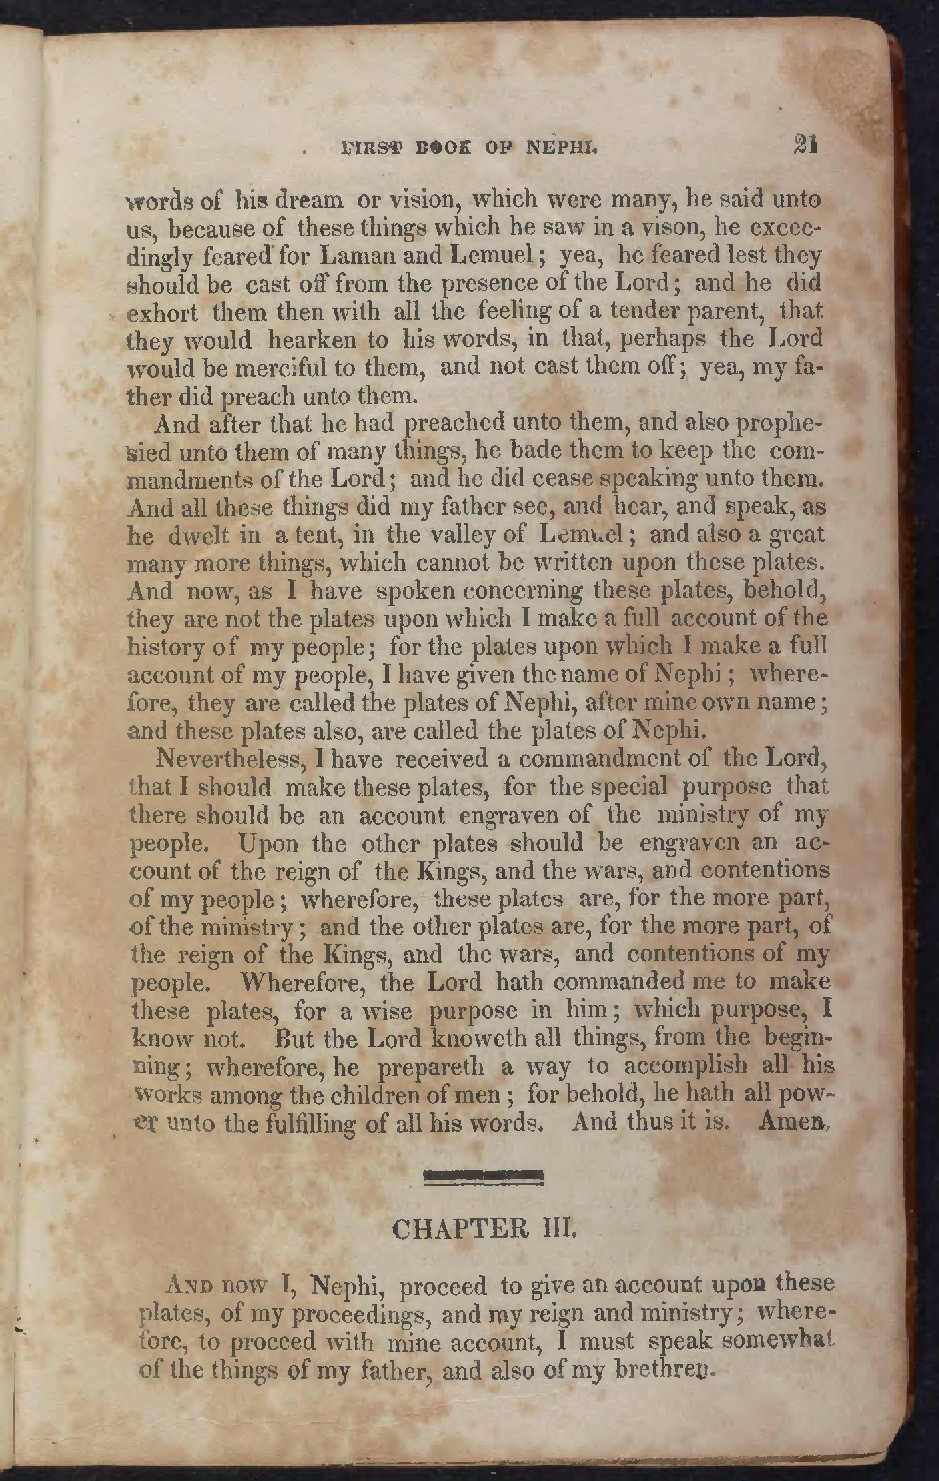 FIRST BOOK OF NEPHI. 21
words of his dream or vision, which were many, he said unto
us, because of these things which he saw in a vison, he excee-
dingly feared for Laman and Lemuel; yea, he feared lest they
should be cast off from the presence of the Lord; and he did
exhort them then with all the feeling of a tender parent, that
they would hearken to his words, in that, perhaps the Lord
would be merciful to them, and not cast them off; yea, my fa-
ther did preach unto them.
And after that he had preached unto them, and also prophe-
sied unto them of many things, he bade them to keep the com-
mandments of the Lord; and he did cease speaking unto them.
And all these things did my father see, and hear, and speak, as
he dwelt in a tent, in the valley of Lemuel; and also a great
many more things, which cannot be written upon these plates.
And now, as I have spoken concerning these plates, behold,
they are not the plates upon which I make a full account of the
history of my people; for the plates upon which I make a full
account of my people, I have given the name of Nephi; where-
fore, they are called the plates of Nephi, after mine own name;
and these plates also, are called the plates of Nephi.
Nevertheless, I have received a commandment of the Lord,
that I should make these plates, for the special purpose that
there should be an account engraven of the ministry of my
people. Upon the other plates should be engraven an ac-
count of the reign of the Kings, and the wars, and contentions
of my people; wherefore, these plates are, for the more part,
of the ministry; and the other plates are, for the more part, of
the reign of the Kings, and the wars, and contentions of my
people. Wherefore, the Lord hath commanded me to make
these plates, for a wise purpose in him; which purpose, I
know not. But the Lord knoweth all things, from the begin-
ning; wherefore, he prepareth a way to accomplish all his
works among the children of men; for behold, he hath all pow-
er unto the fulfilling of all his words. And thus it is. Amen.
CHAPTER III.
AND now I, Nephi, proceed to give an account upon these
plates, of my proceedings, and my reign and ministry; where-
fore, to proceed with mine account, I must speak somewhat
of the things of my father, and also of my brethren.